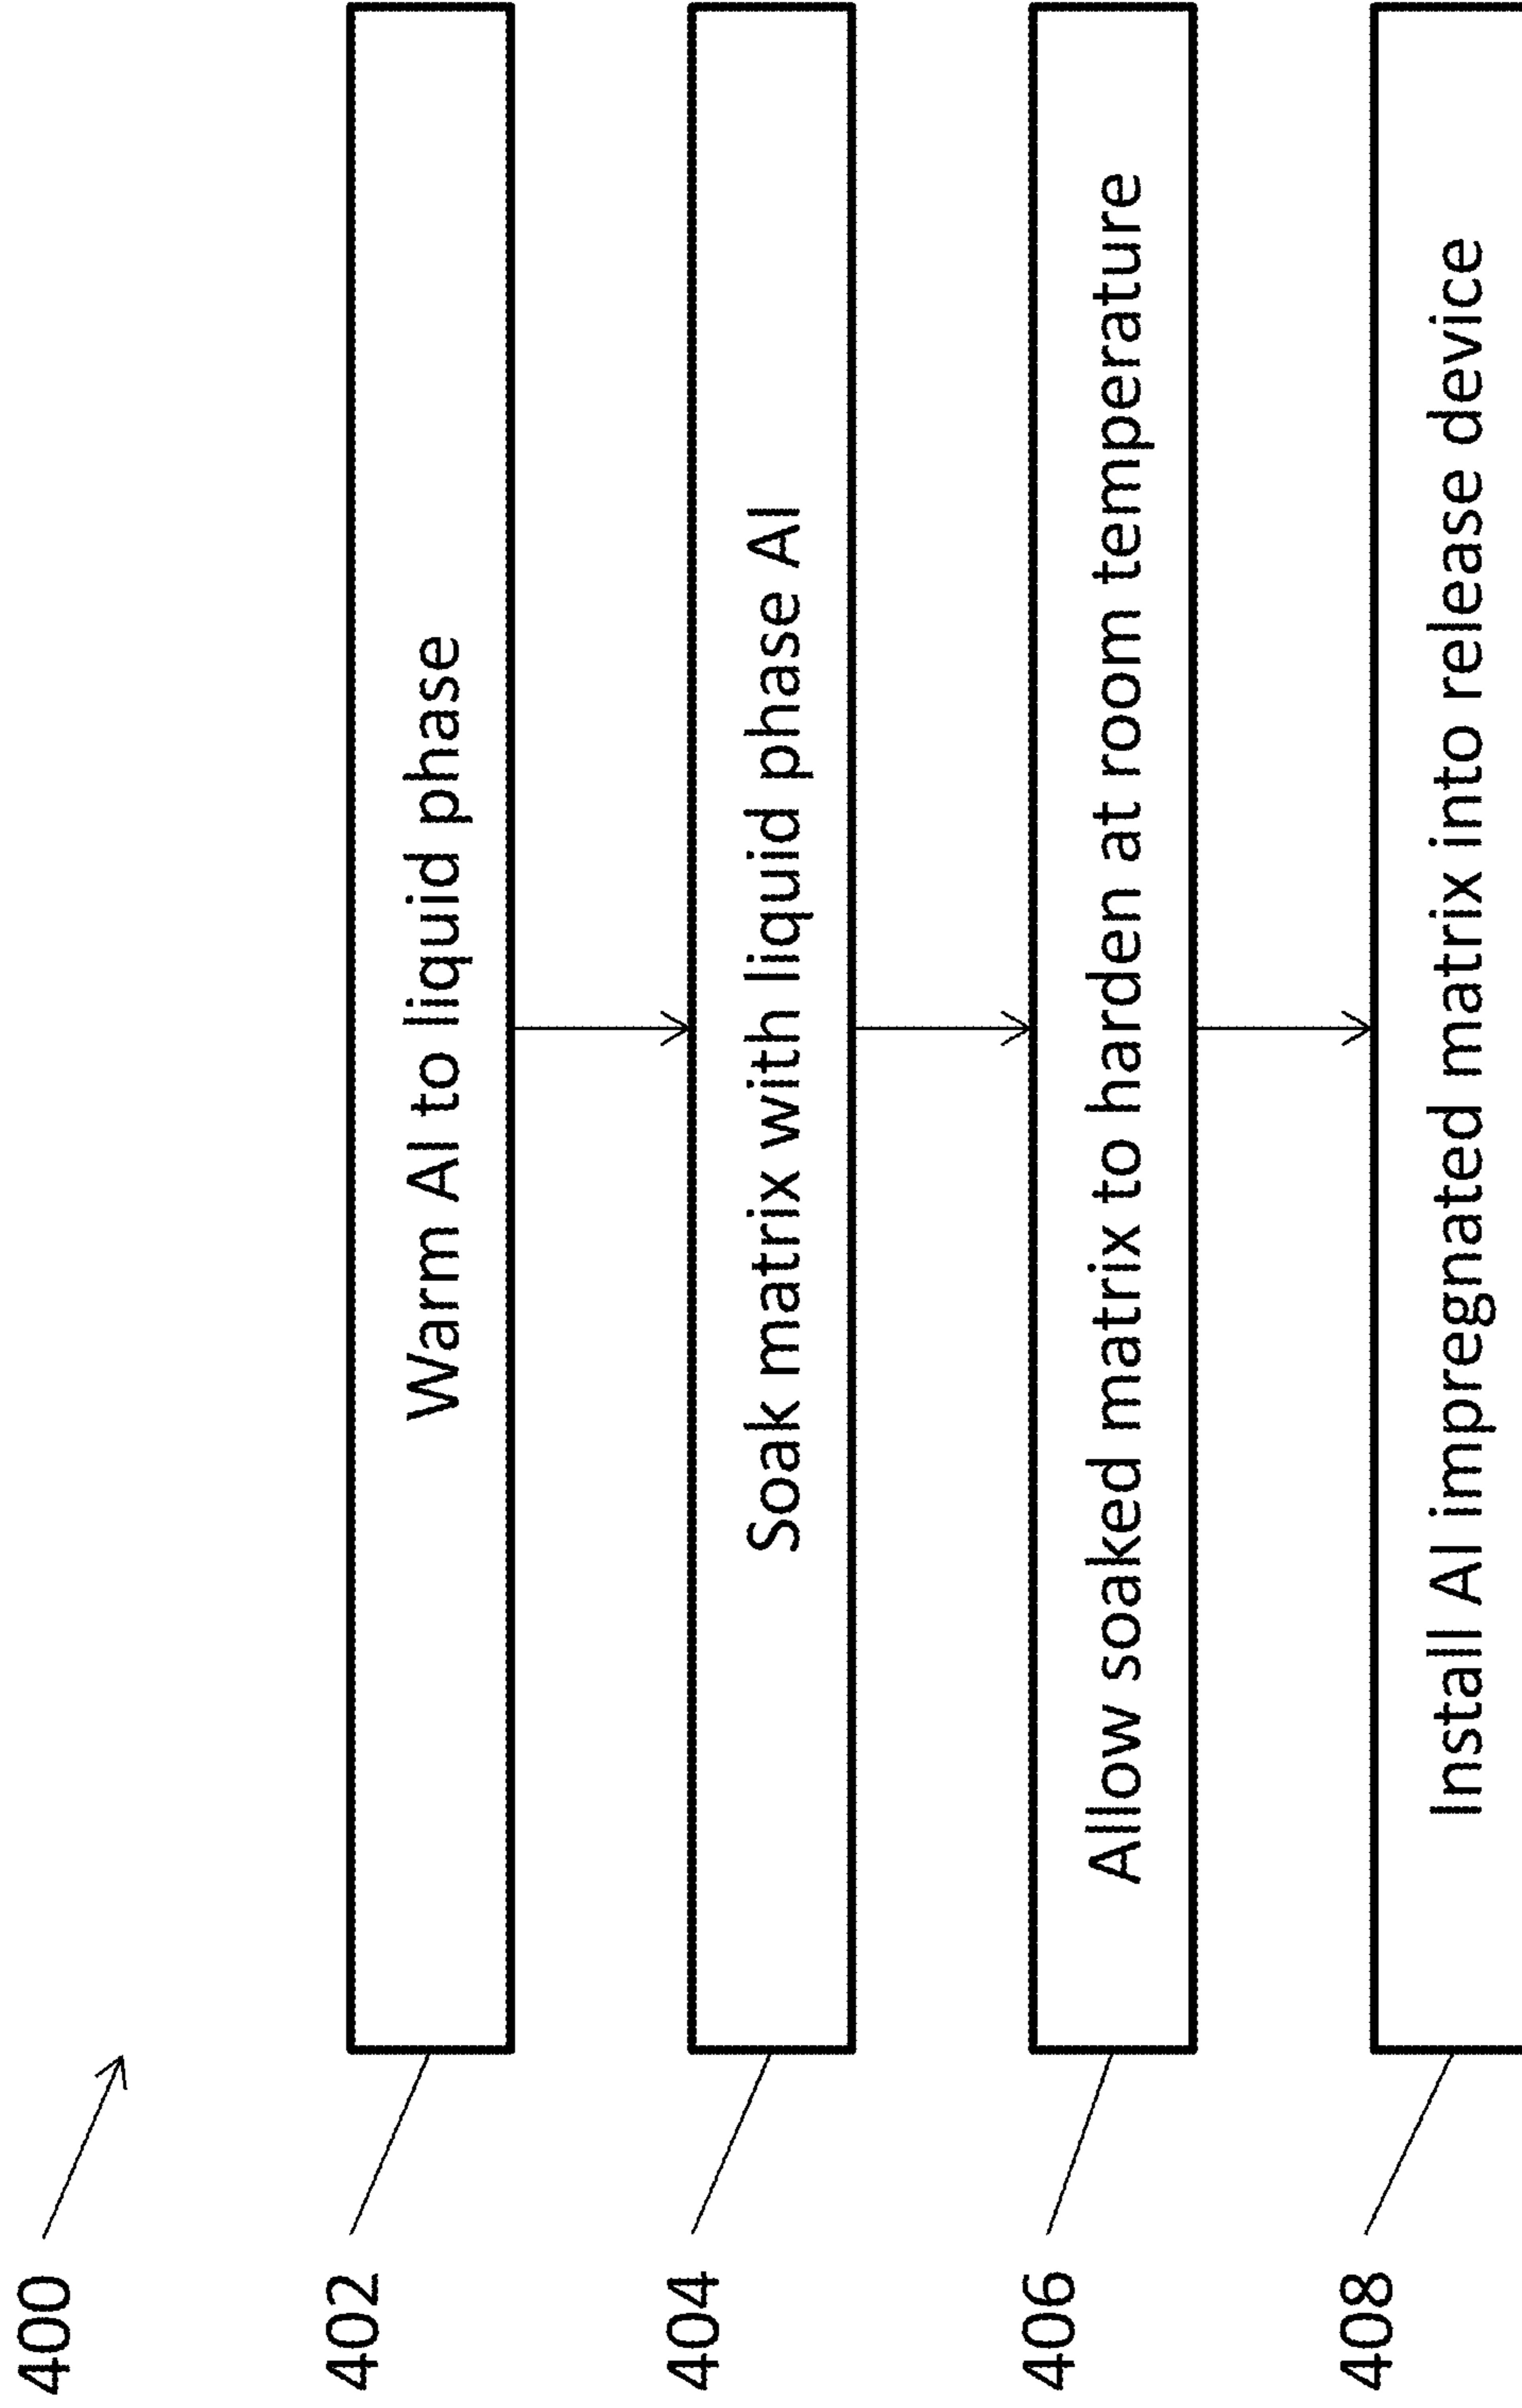 400
402
Warm AI to liquid phase
404
Soak matrix with liquid phase AI
406
Allow soaked matrix to harden at room temperature
408
Install AI impregnated matrix into release device